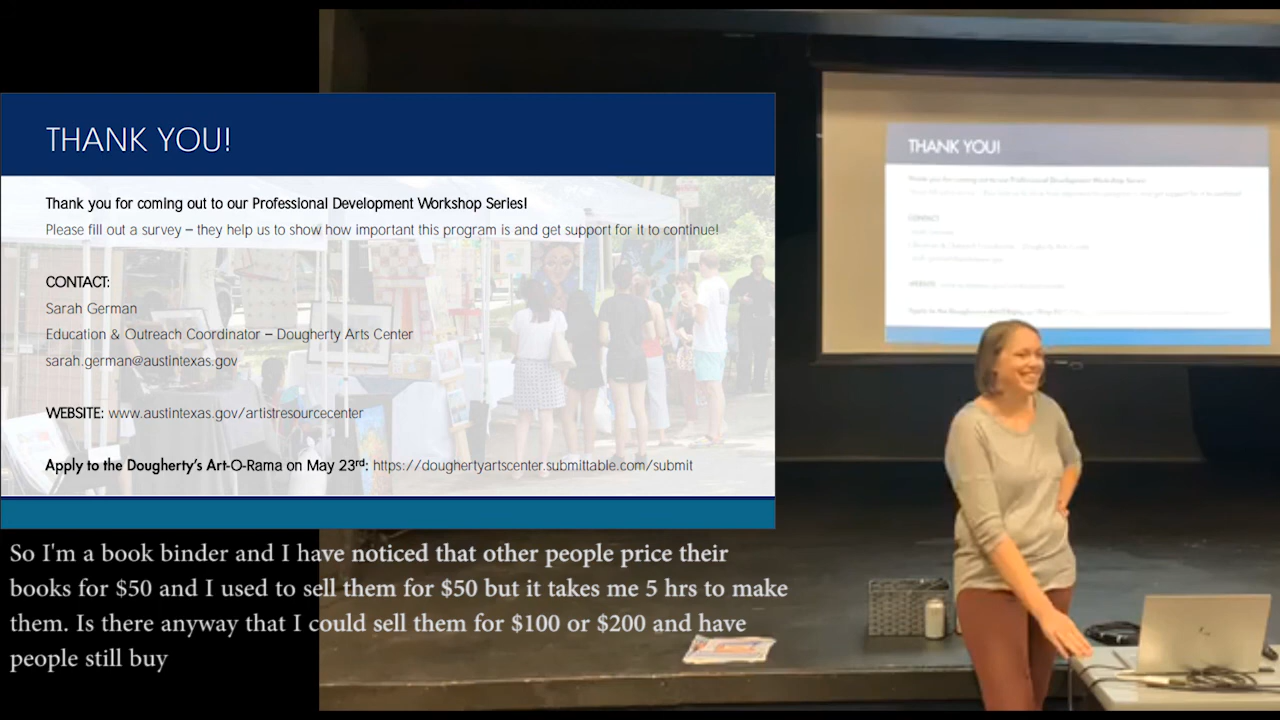 THANK YOU!
Thank you for coming out to our Professional Development Workshop Series!
Please fill out a survey – they help us to show how important this program is and get support for it to continue!
CONTACT:
Sarah German
Education & Outreach Coordinator – Dougherty Arts Center
sarah.german@austintexas.gov
WEBSITE: www.austintexas.gov/artistresourcecenter
Apply to the Dougherty's Art-O-Rama on May 23rd: https://doughertyartscenter.submittable.com/submit
So I'm a book binder and I have noticed that other people price their
books for $50 and I used to sell them for $50 but it takes me 5 hrs to make
them. Is there anyway that I could sell them for $100 or $200 and have
people still buy
THANK YOU!